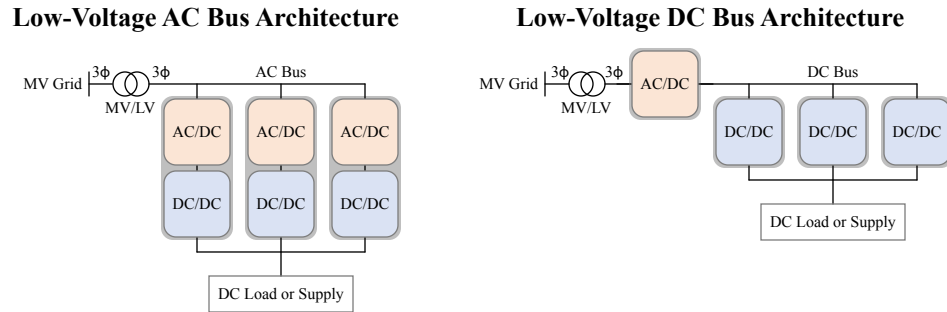 Low-Voltage AC Bus Architecture
MV Grid
3ϕ
3ϕ
MV/LV
AC Bus
AC/DC
AC/DC
AC/DC
DC/DC
DC/DC
DC/DC
DC Load or Supply
Low-Voltage DC Bus Architecture
MV Grid
3ϕ
3ϕ
MV/LV
AC/DC
DC Bus
DC/DC
DC/DC
DC/DC
DC Load or Supply